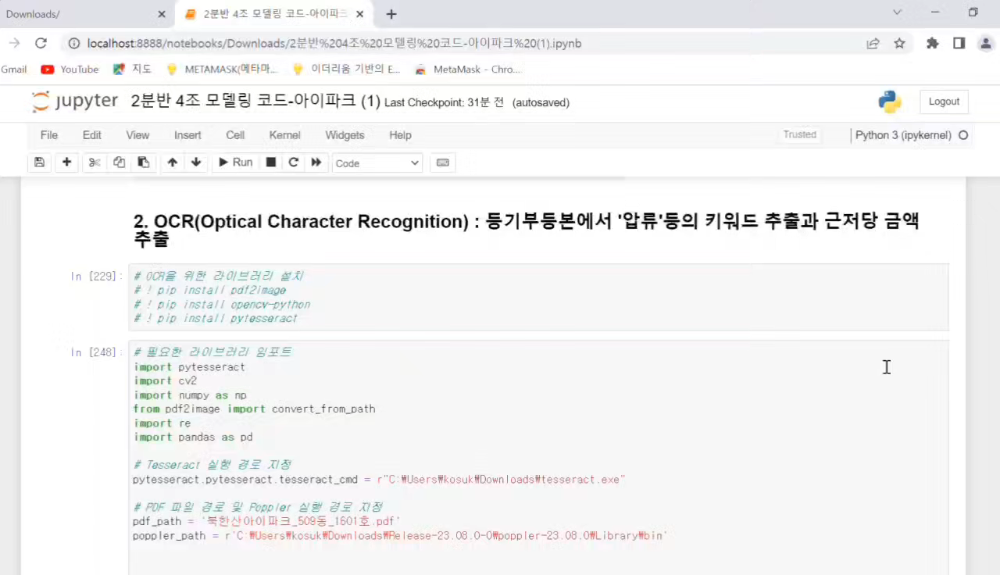 Downloads/
2분반 4조 모델링 코드-아이파크
localhost:8888/notebooks/Downloads/2분반%204조%20모델링%20코드-아이파크%20(1).ipynb
Gmail YouTube 지도 METAMASK(메타마... 이더리움 기반의 E... MetaMask - Chro...
jupyter 2분반 4조 모델링 코드-아이파크 (1) Last Checkpoint: 31분 전 (autosaved) Logout
File Edit View Insert Cell Kernel Widgets Help Trusted Python 3 (ipykernel)
Run Code
2. OCR(Optical Character Recognition) : 등기부등본에서 '압류'등의 키워드 추출과 근저당 금액
추출
In [229]: # OCR을 위한 라이브러리 설치
# ! pip install pdf2image
# ! pip install opencv-python
# ! pip install pytesseract
In [248]: # 필요한 라이브러리 임포트
import pytesseract
import cv2
import numpy as np
from pdf2image import convert_from_path
import re
import pandas as pd
# Tesseract 실행 경로 지정
pytesseract.pytesseract.tesseract_cmd = r"C:₩Users₩kosuk₩Downloads₩tesseract.exe"
# PDF 파일 경로 및 Poppler 실행 경로 지정
pdf_path = '북한산아이파크_509동_1601호.pdf'
poppler_path = r'C:₩Users₩kosuk₩Downloads₩Release-23.08.0-0₩poppler-23.08.0₩Library₩bin'